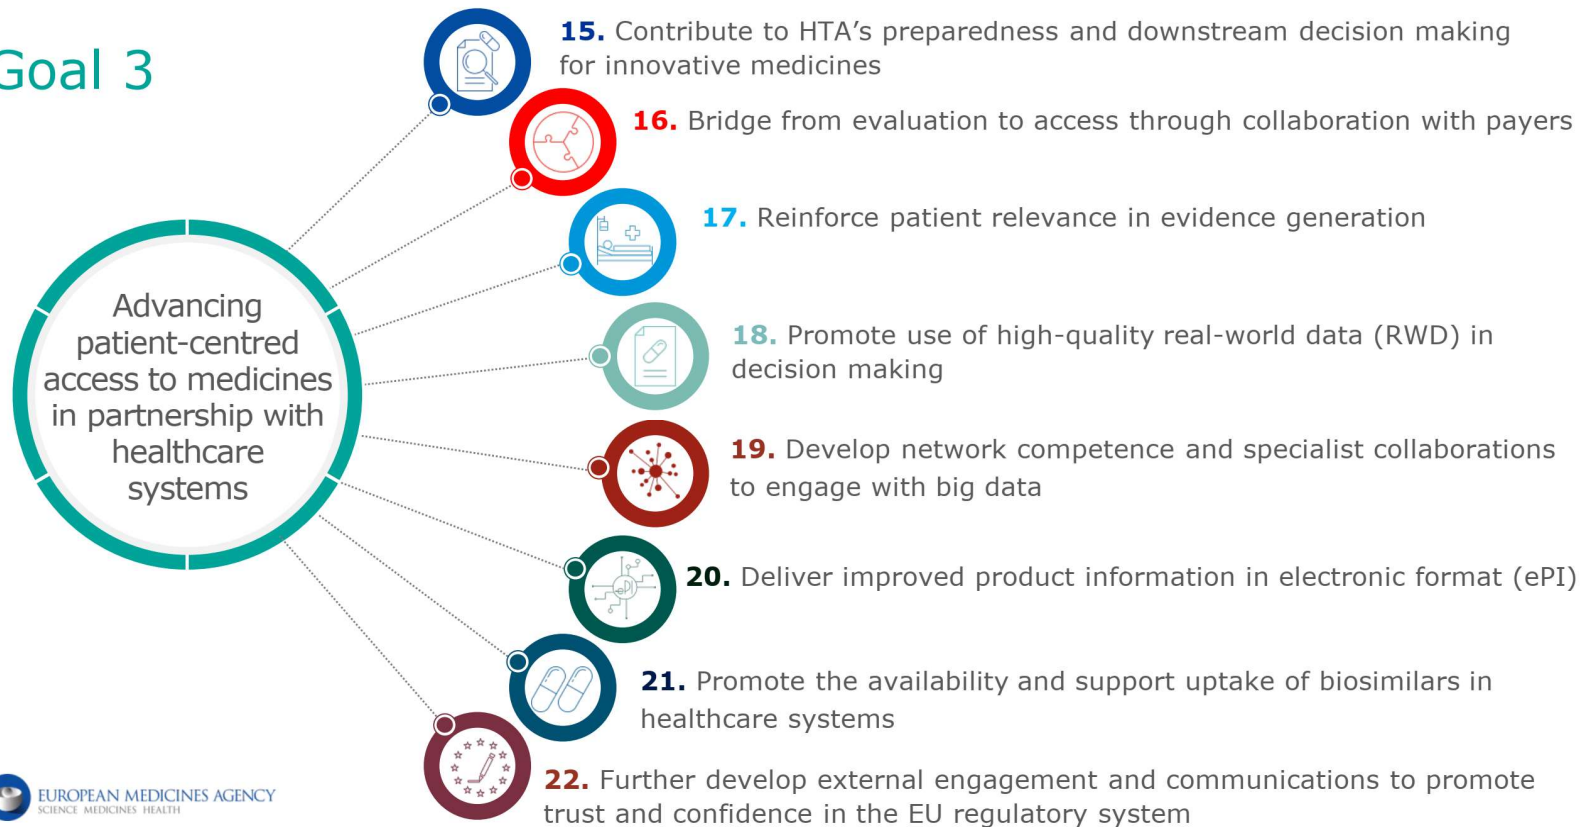 Goal 3
15. Contribute to HTA's preparedness and downstream decision making
for innovative medicines
16. Bridge from evaluation to access through collaboration with payers
17. Reinforce patient relevance in evidence generation
Advancing
patient-centred
access to medicines
in partnership with
healthcare
systems
18. Promote use of high-quality real-world data (RWD) in
decision making
19. Develop network competence and specialist collaborations
to engage with big data
ePI
20. Deliver improved product information in electronic format (ePI)
21. Promote the availability and support uptake of biosimilars in
healthcare systems
22. Further develop external engagement and communications to promote
trust and confidence in the EU regulatory system
EUROPEAN MEDICINES AGENCY
SCIENCE MEDICINES HEALTH